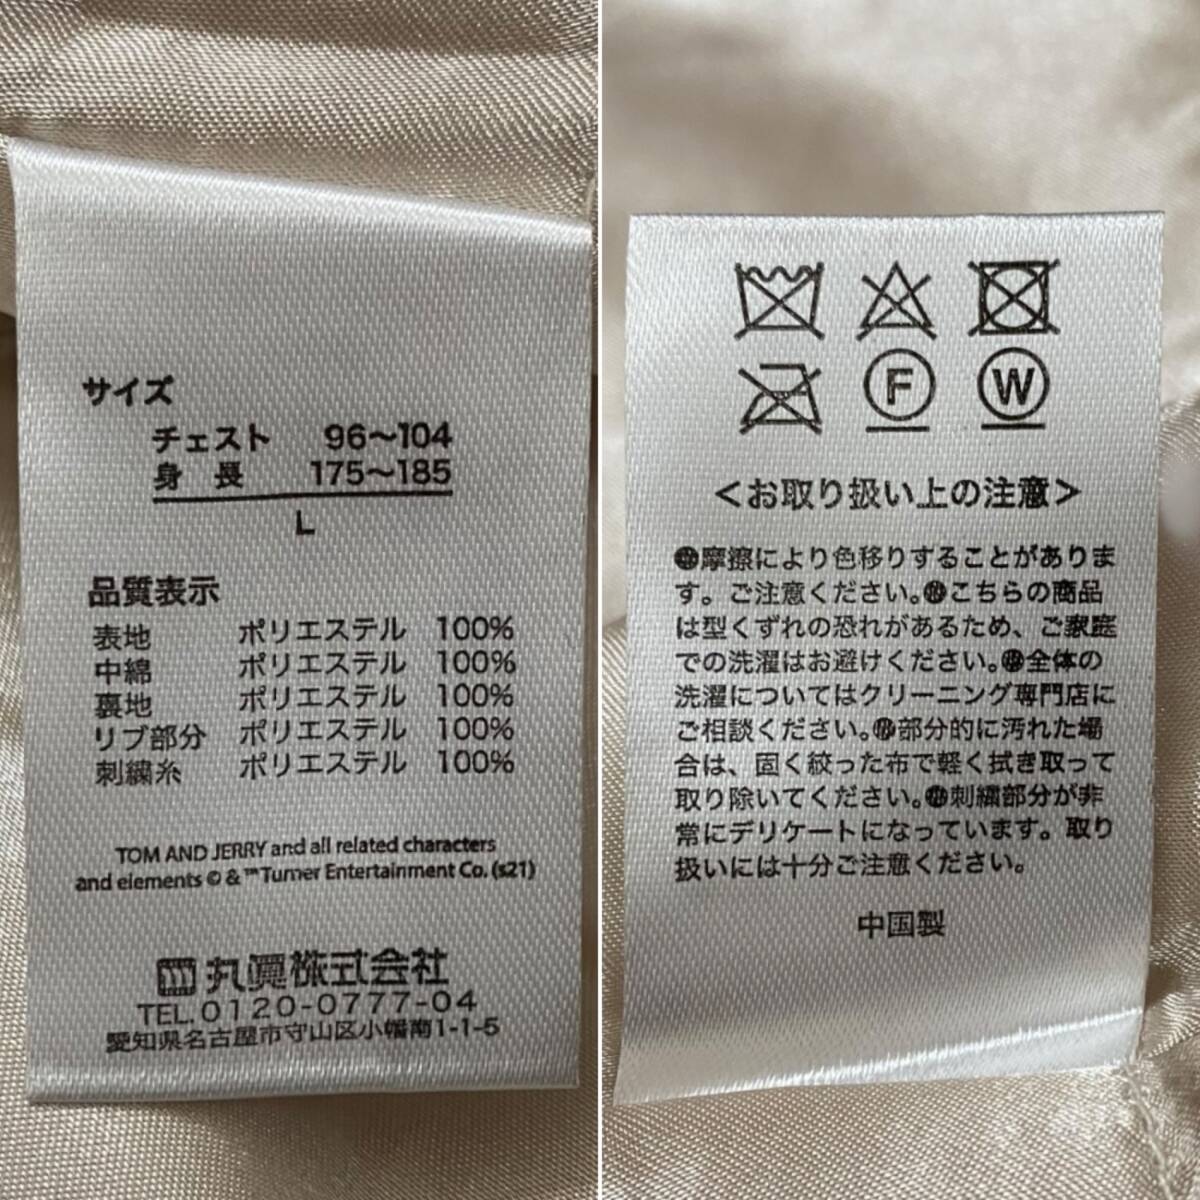 サイズ
チェスト 96〜104
身 長 175〜185
L
品質表示
表地 ポリエステル 100%
中綿 ポリエステル 100%
裏地 ポリエステル 100%
リブ部分 ポリエステル 100%
刺繍糸 ポリエステル 100%
TOM AND JERRY and all related characters
and elements © & ™ Turner Entertainment Co. (s21)
丸眞株式会社
TEL.0120-0777-04
愛知県名古屋市守山区小幡南1-1-5
F W
<お取り扱い上の注意>
●摩擦により色移りすることがありま
す。ご注意ください。●こちらの商品
は型くずれの恐れがあるため、ご家庭
での洗濯はお避けください。●全体の
洗濯についてはクリーニング専門店に
ご相談ください。●部分的に汚れた場
合は、固く絞った布で軽く拭き取って
取り除いてください。●刺繍部分が非
常にデリケートになっています。取り
扱いには十分ご注意ください。
中国製